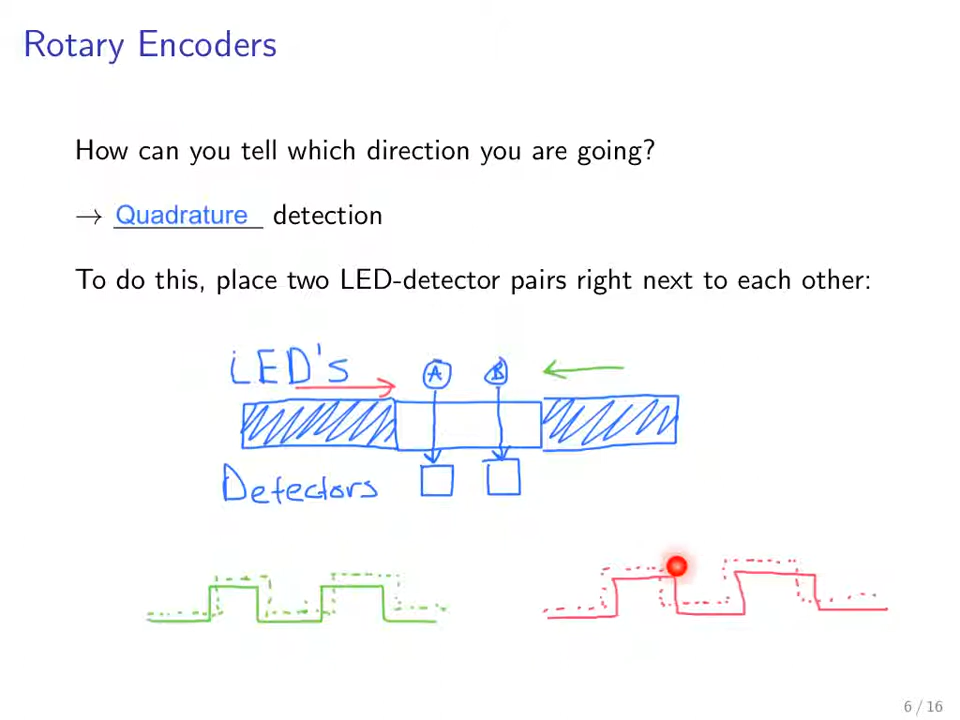 Rotary Encoders
How can you tell which direction you are going?
→ Quadrature detection
To do this, place two LED-detector pairs right next to each other:
LED's A B
Detectors
6 / 16